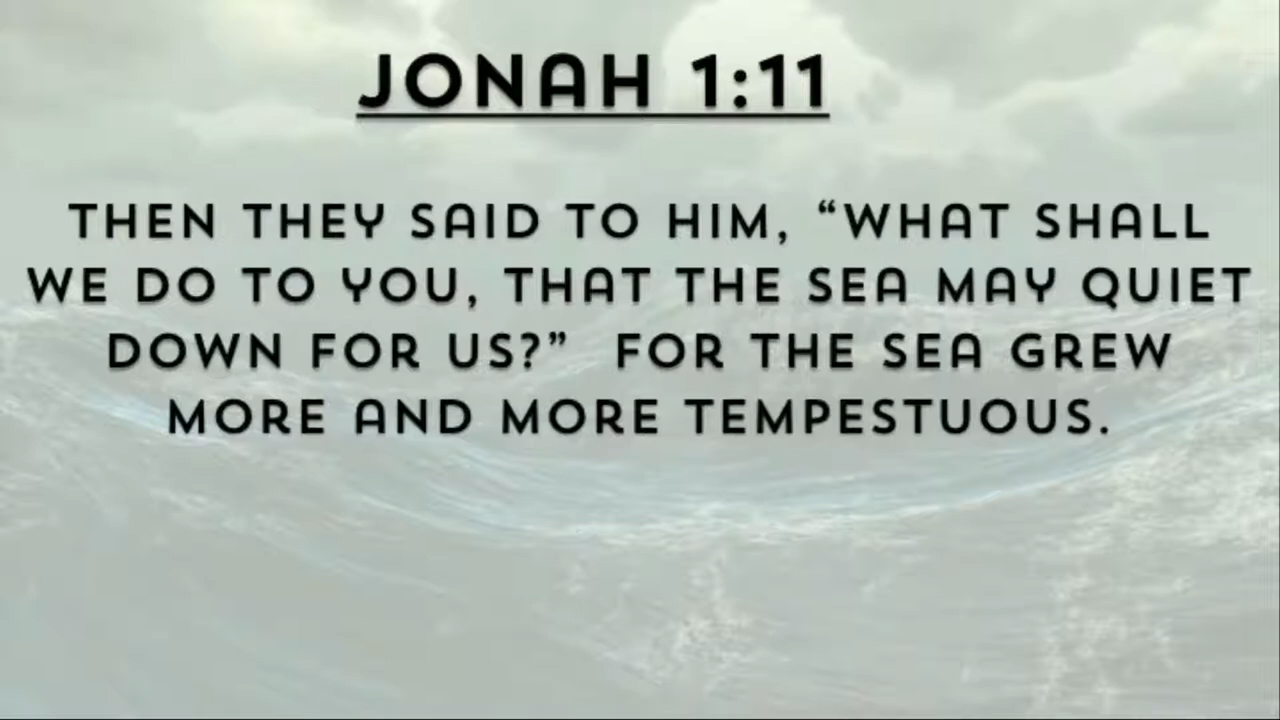 JONAH 1:11
THEN THEY SAID TO HIM, “WHAT SHALL
WE DO TO YOU, THAT THE SEA MAY QUIET
DOWN FOR US?”  FOR THE SEA GREW
MORE AND MORE TEMPESTUOUS.